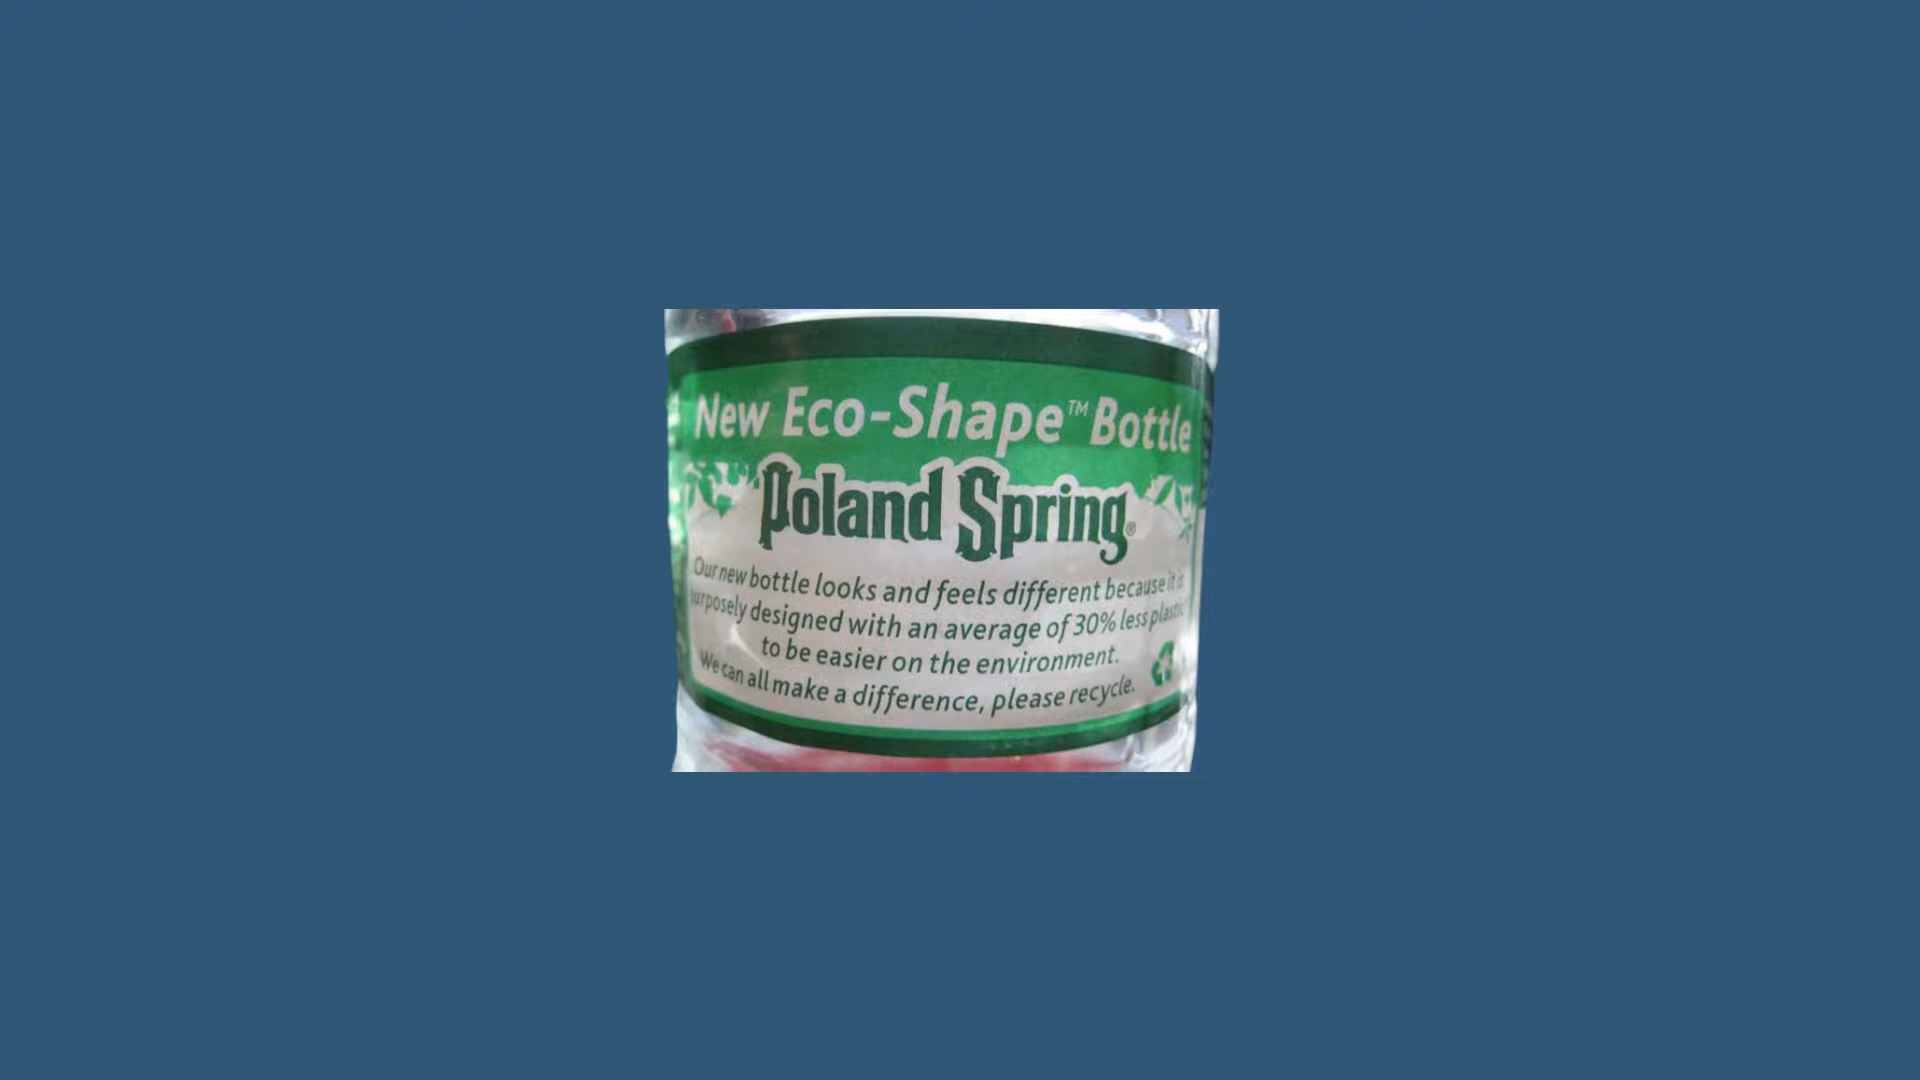 New Eco-Shape™ Bottle
Poland Spring®
Our new bottle looks and feels different because it is
purposely designed with an average of 30% less plastic
to be easier on the environment.
We can all make a difference, please recycle.